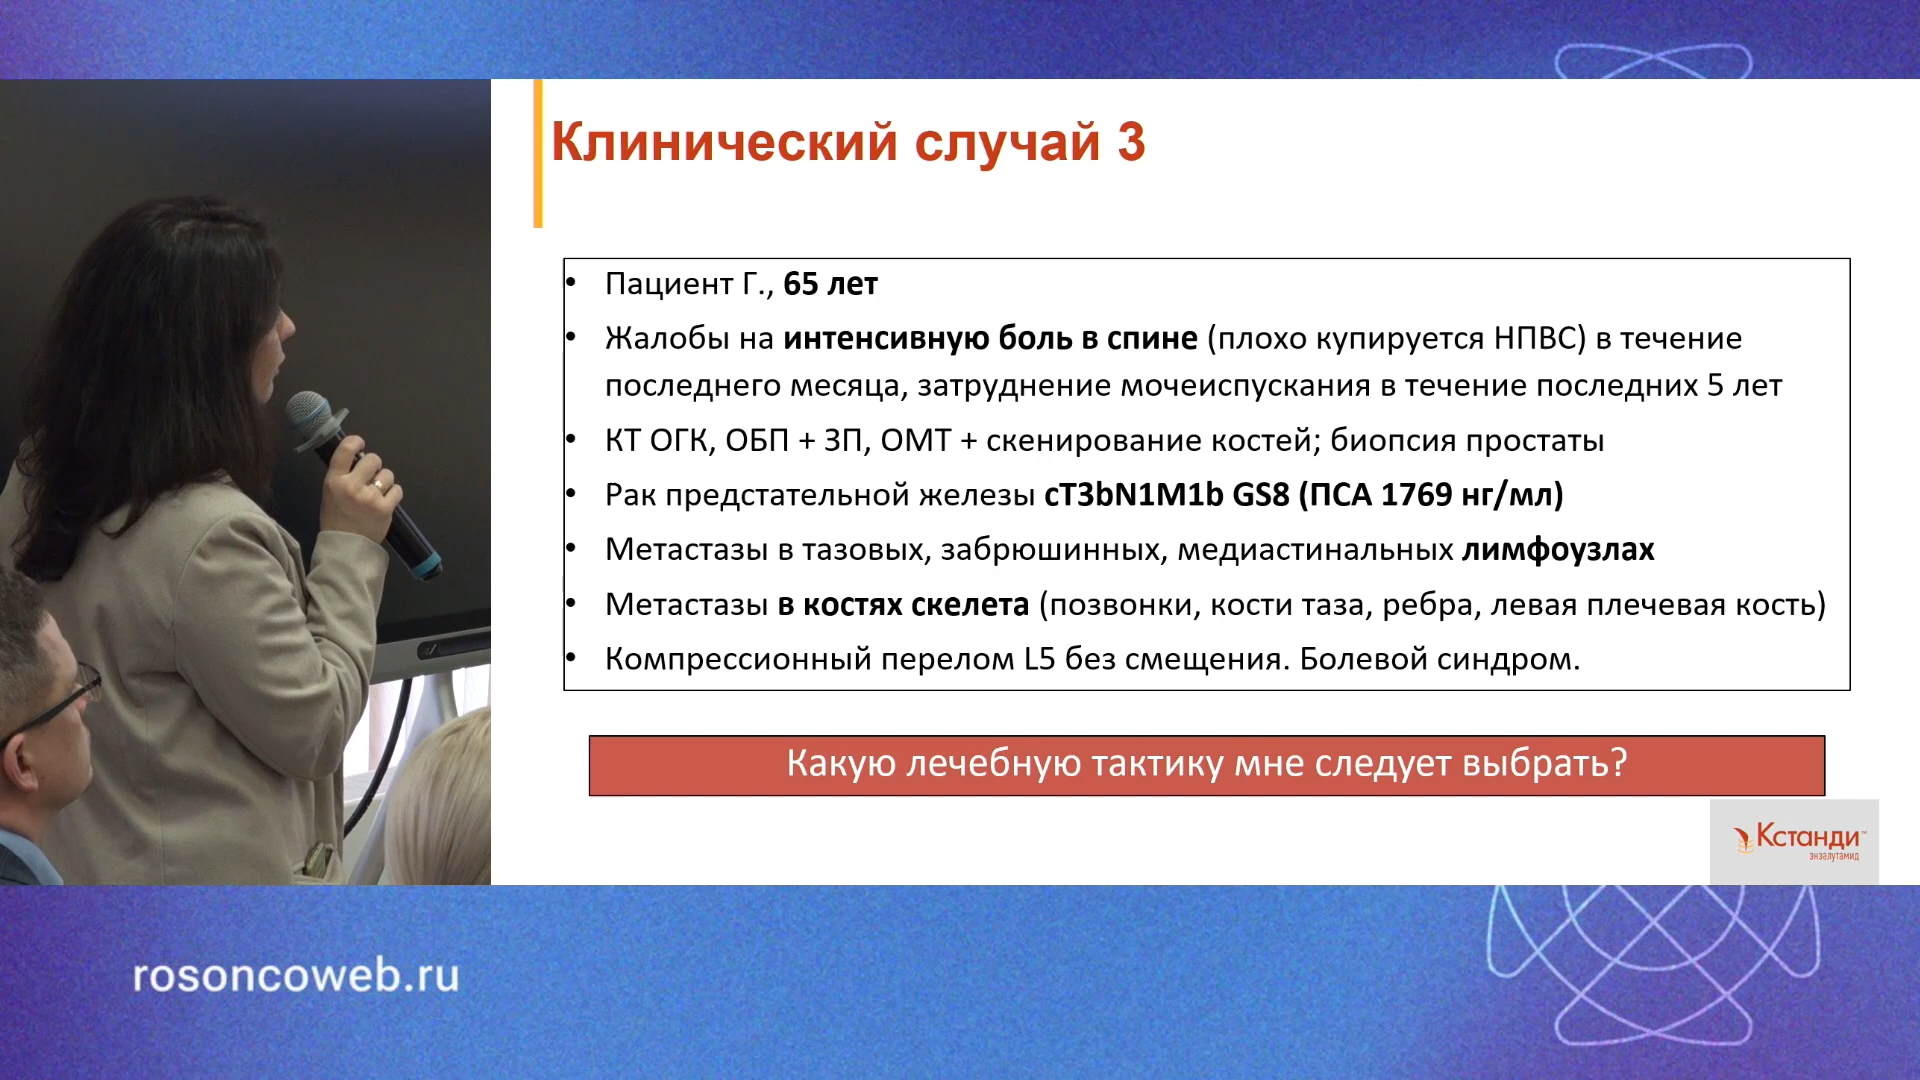 Клинический случай 3
• Пациент Г., 65 лет
• Жалобы на интенсивную боль в спине (плохо купируется НПВС) в течение
последнего месяца, затруднение мочеиспускания в течение последних 5 лет
• КТ ОГК, ОБП + ЗП, ОМТ + скенирование костей; биопсия простаты
• Рак предстательной железы cT3bN1M1b GS8 (ПСА 1769 нг/мл)
• Метастазы в тазовых, забрюшинных, медиастинальных лимфоузлах
• Метастазы в костях скелета (позвонки, кости таза, ребра, левая плечевая кость)
• Компрессионный перелом L5 без смещения. Болевой синдром.
Какую лечебную тактику мне следует выбрать?
Кстанди™
энзалутамид
rosoncoweb.ru